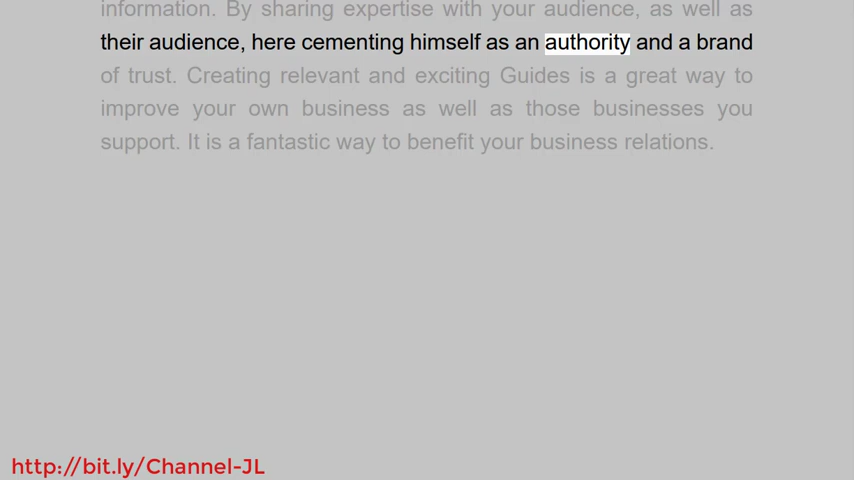 information. By sharing expertise with your audience, as well as
their audience, here cementing himself as an authority and a brand
of trust. Creating relevant and exciting Guides is a great way to
improve your own business as well as those businesses you
support. It is a fantastic way to benefit your business relations.
http://bit.ly/Channel-JL